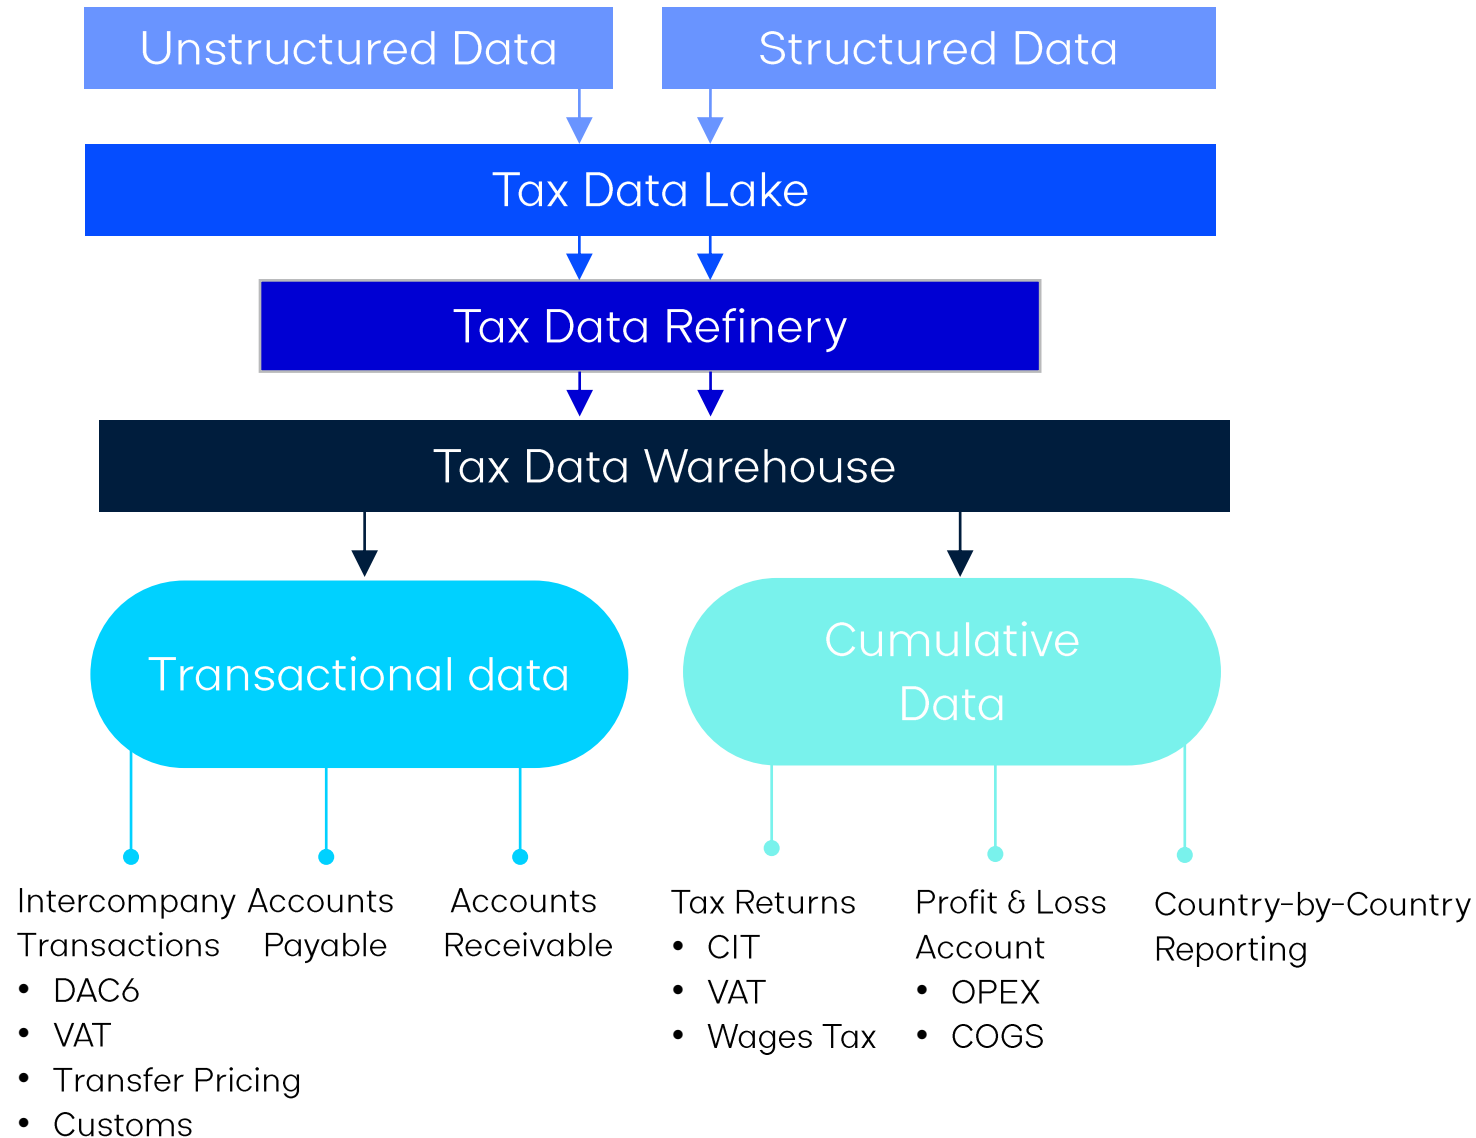 Unstructured Data
Structured Data
Tax Data Lake
Tax Data Refinery
Tax Data Warehouse
Transactional data
Cumulative
Data
Intercompany
Transactions
• DAC6
• VAT
• Transfer Pricing
• Customs
Accounts
Payable
Accounts
Receivable
Tax Returns
• CIT
• VAT
• Wages Tax
Profit & Loss
Account
• OPEX
• COGS
Country-by-Country
Reporting